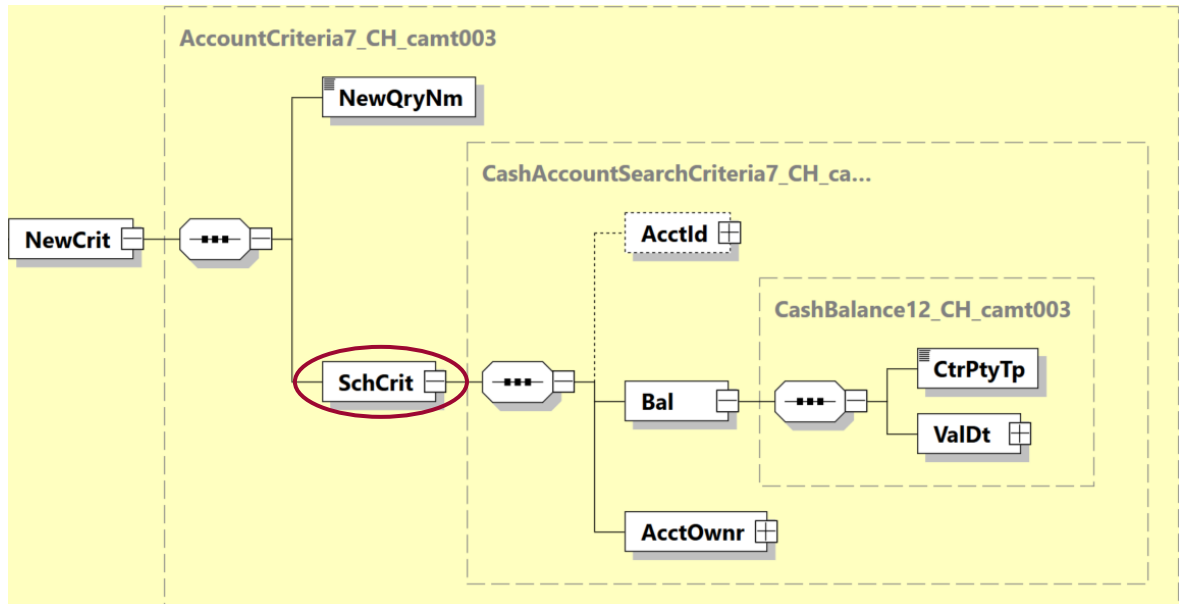 AccountCriteria7_CH_camt003
NewQryNm
CashAccountSearchCriteria7_CH_ca...
NewCrit
AcctId
CashBalance12_CH_camt003
CtrPtyTp
SchCrit
Bal
ValDt
AcctOwnr